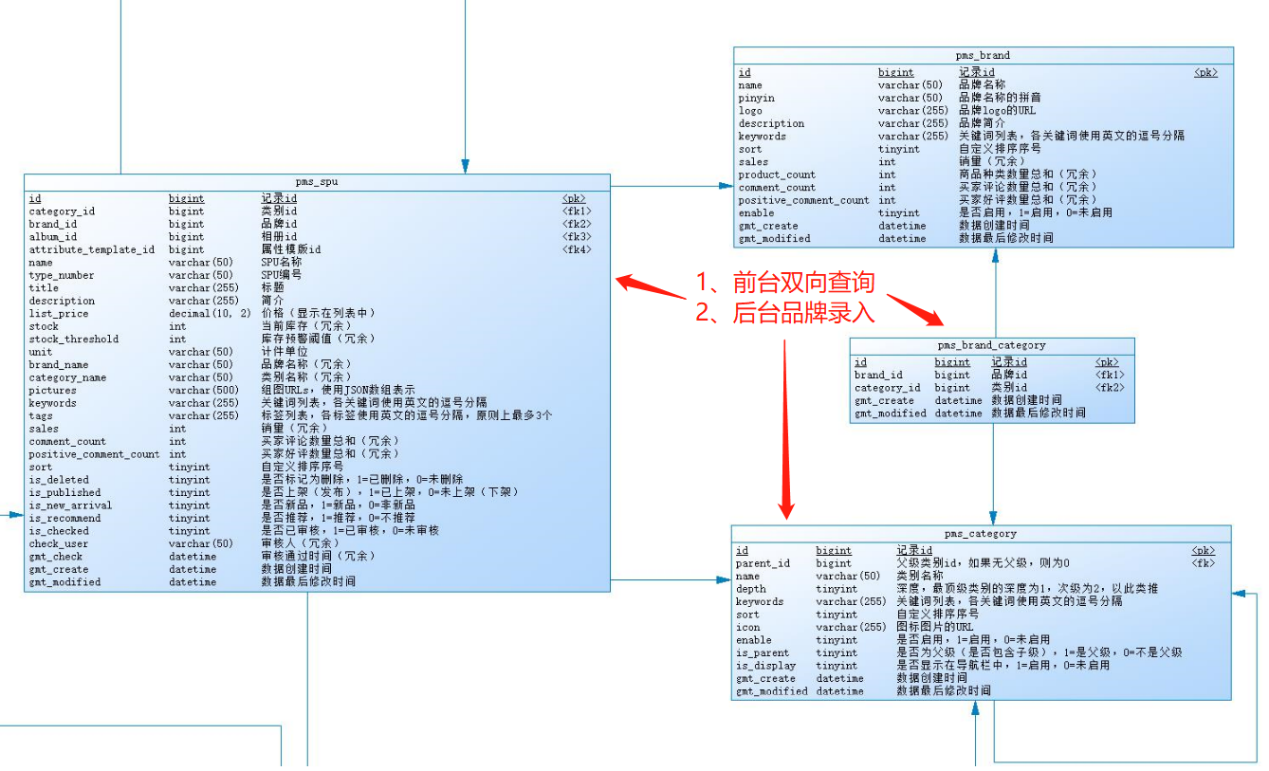 pms_brand
id bigint 记录id <pk>
name varchar(50) 品牌名称
pinyin varchar(50) 品牌名称的拼音
logo varchar(255) 品牌logo的URL
description varchar(255) 品牌简介
keywords varchar(255) 关键词列表，各关键词使用英文的逗号分隔
sort tinyint 自定义排序序号
sales int 销量（冗余）
product_count int 商品种类数量总和（冗余）
comment_count int 买家评论数量总和（冗余）
positive_comment_count int 买家好评数量总和（冗余）
enable tinyint 是否启用，1=启用，0=未启用
gmt_create datetime 数据创建时间
gmt_modified datetime 数据最后修改时间
pms_spu
id bigint 记录id <pk>
category_id bigint 类别id <fk1>
brand_id bigint 品牌id <fk2>
album_id bigint 相册id <fk3>
attribute_template_id bigint 属性模版id <fk4>
name varchar(50) SPU名称
type_number varchar(50) SPU编号
title varchar(255) 标题
description varchar(255) 简介
list_price decimal(10, 2) 价格（显示在列表中）
stock int 当前库存（冗余）
stock_threshold int 库存预警阈值（冗余）
unit varchar(50) 计件单位
brand_name varchar(50) 品牌名称（冗余）
category_name varchar(50) 类别名称（冗余）
pictures varchar(500) 组图URLs，使用JSON数组表示
keywords varchar(255) 关键词列表，各关键词使用英文的逗号分隔
tags varchar(255) 标签列表，各标签使用英文的逗号分隔，原则上最多3个
sales int 销量（冗余）
comment_count int 买家评论数量总和（冗余）
positive_comment_count int 买家好评数量总和（冗余）
sort tinyint 自定义排序序号
is_deleted tinyint 是否标记为删除，1=已删除，0=未删除
is_published tinyint 是否上架（发布），1=已上架，0=未上架（下架）
is_new_arrival tinyint 是否新品，1=新品，0=非新品
is_recommend tinyint 是否推荐，1=推荐，0=不推荐
is_checked tinyint 是否已审核，1=已审核，0=未审核
check_user varchar(50) 审核人（冗余）
gmt_check datetime 审核通过时间（冗余）
gmt_create datetime 数据创建时间
gmt_modified datetime 数据最后修改时间
1、前台双向查询
2、后台品牌录入
pms_brand_category
id bigint 记录id <pk>
brand_id bigint 品牌id <fk1>
category_id bigint 类别id <fk2>
gmt_create datetime 数据创建时间
gmt_modified datetime 数据最后修改时间
pms_category
id bigint 记录id <pk>
parent_id bigint 父级类别id，如果无父级，则为0 <fk>
name varchar(50) 类别名称
depth tinyint 深度，最顶级类别的深度为1，次级为2，以此类推
keywords varchar(255) 关键词列表，各关键词使用英文的逗号分隔
sort tinyint 自定义排序序号
icon varchar(255) 图标图片的URL
enable tinyint 是否启用，1=启用，0=未启用
is_parent tinyint 是否为父级（是否包含子级），1=是父级，0=不是父级
is_display tinyint 是否显示在导航栏中，1=启用，0=未启用
gmt_create datetime 数据创建时间
gmt_modified datetime 数据最后修改时间